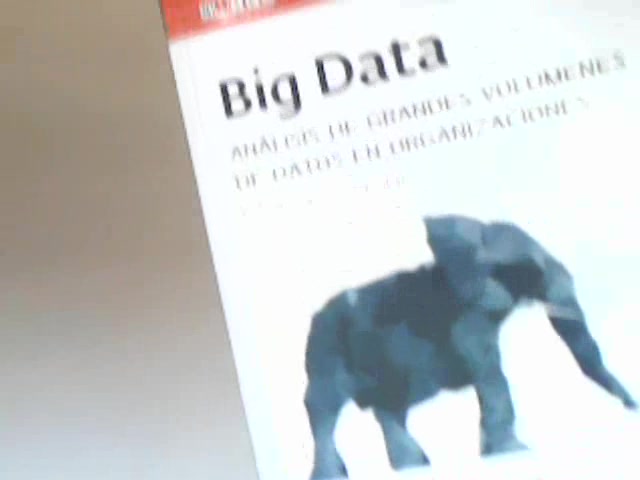 Big Data
ANÁLISIS DE GRANDES VOLÚMENES
DE DATOS EN ORGANIZACIONES